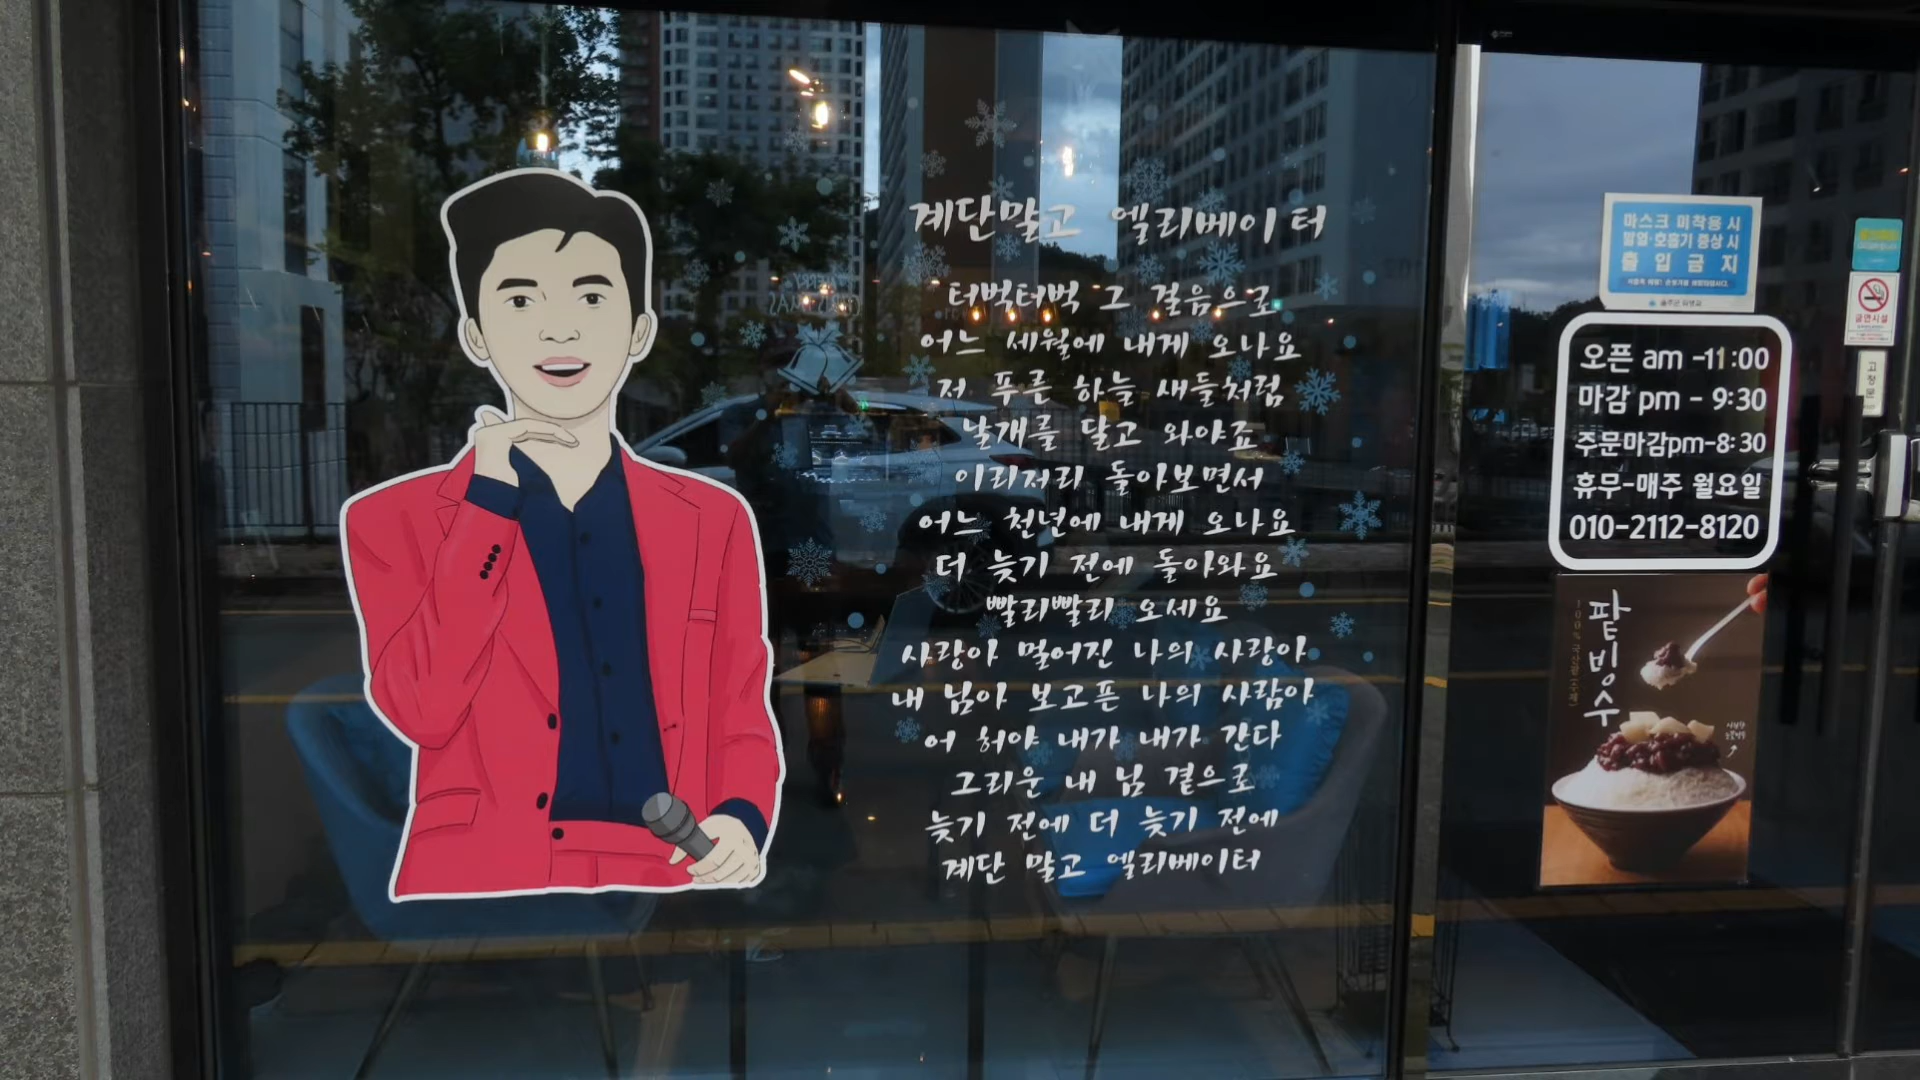 계단말고 엘리베이터
터벅터벅 그 걸음으로
어느 세월에 내게 오나요
저 푸른 하늘 새들처럼
날개를 달고 와야죠
이리저리 돌아보면서
어느 천년에 내게 오나요
더 늦기 전에 돌아와요
빨리빨리 오세요
사랑아 멀어진 나의 사랑아
내 님아 보고픈 나의 사람아
어 허야 내가 내가 간다
그리운 내 님 곁으로
늦기 전에 더 늦기 전에
계단 말고 엘리베이터
마스크 미착용 시
발열·호흡기 증상 시
출 입 금 지
오픈 am -11:00
마감 pm - 9:30
주문마감pm-8:30
휴무-매주 월요일
010-2112-8120
팥빙수
금연시설
고정문